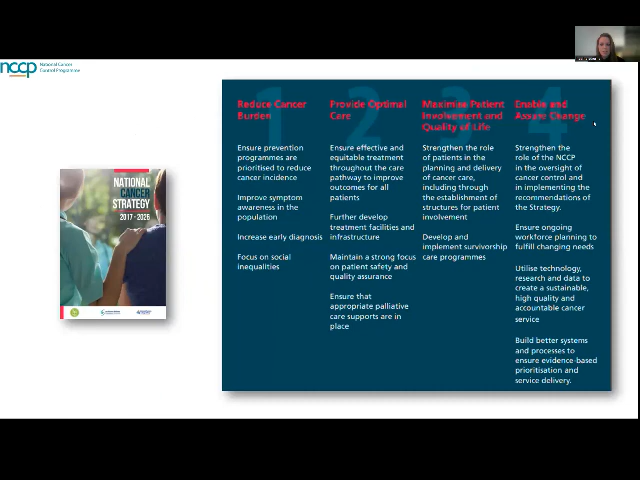 nccp
National Cancer
Control Programme
NATIONAL
CANCER
STRATEGY
2017 - 2026
1
Reduce Cancer
Burden
Ensure prevention
programmes are
prioritised to reduce
cancer incidence
Improve symptom
awareness in the
population
Increase early diagnosis
Focus on social
inequalities
2
Provide Optimal
Care
Ensure effective and
equitable treatment
throughout the care
pathway to improve
outcomes for all
patients
Further develop
treatment facilities and
infrastructure
Maintain a strong focus
on patient safety and
quality assurance
Ensure that
appropriate palliative
care supports are in
place
3
Maximise Patient
Involvement and
Quality of Life
Strengthen the role
of patients in the
planning and delivery
of cancer care,
including through
the establishment of
structures for patient
involvement
Develop and
implement survivorship
care programmes
4
Enable and
Assure Change
Strengthen the
role of the NCCP
in the oversight of
cancer control and
in implementing the
recommendations of
the Strategy.
Ensure ongoing
workforce planning to
fulfill changing needs
Utilise technology,
research and data to
create a sustainable,
high quality and
accountable cancer
service
Build better systems
and processes to
ensure evidence-based
prioritisation and
service delivery.